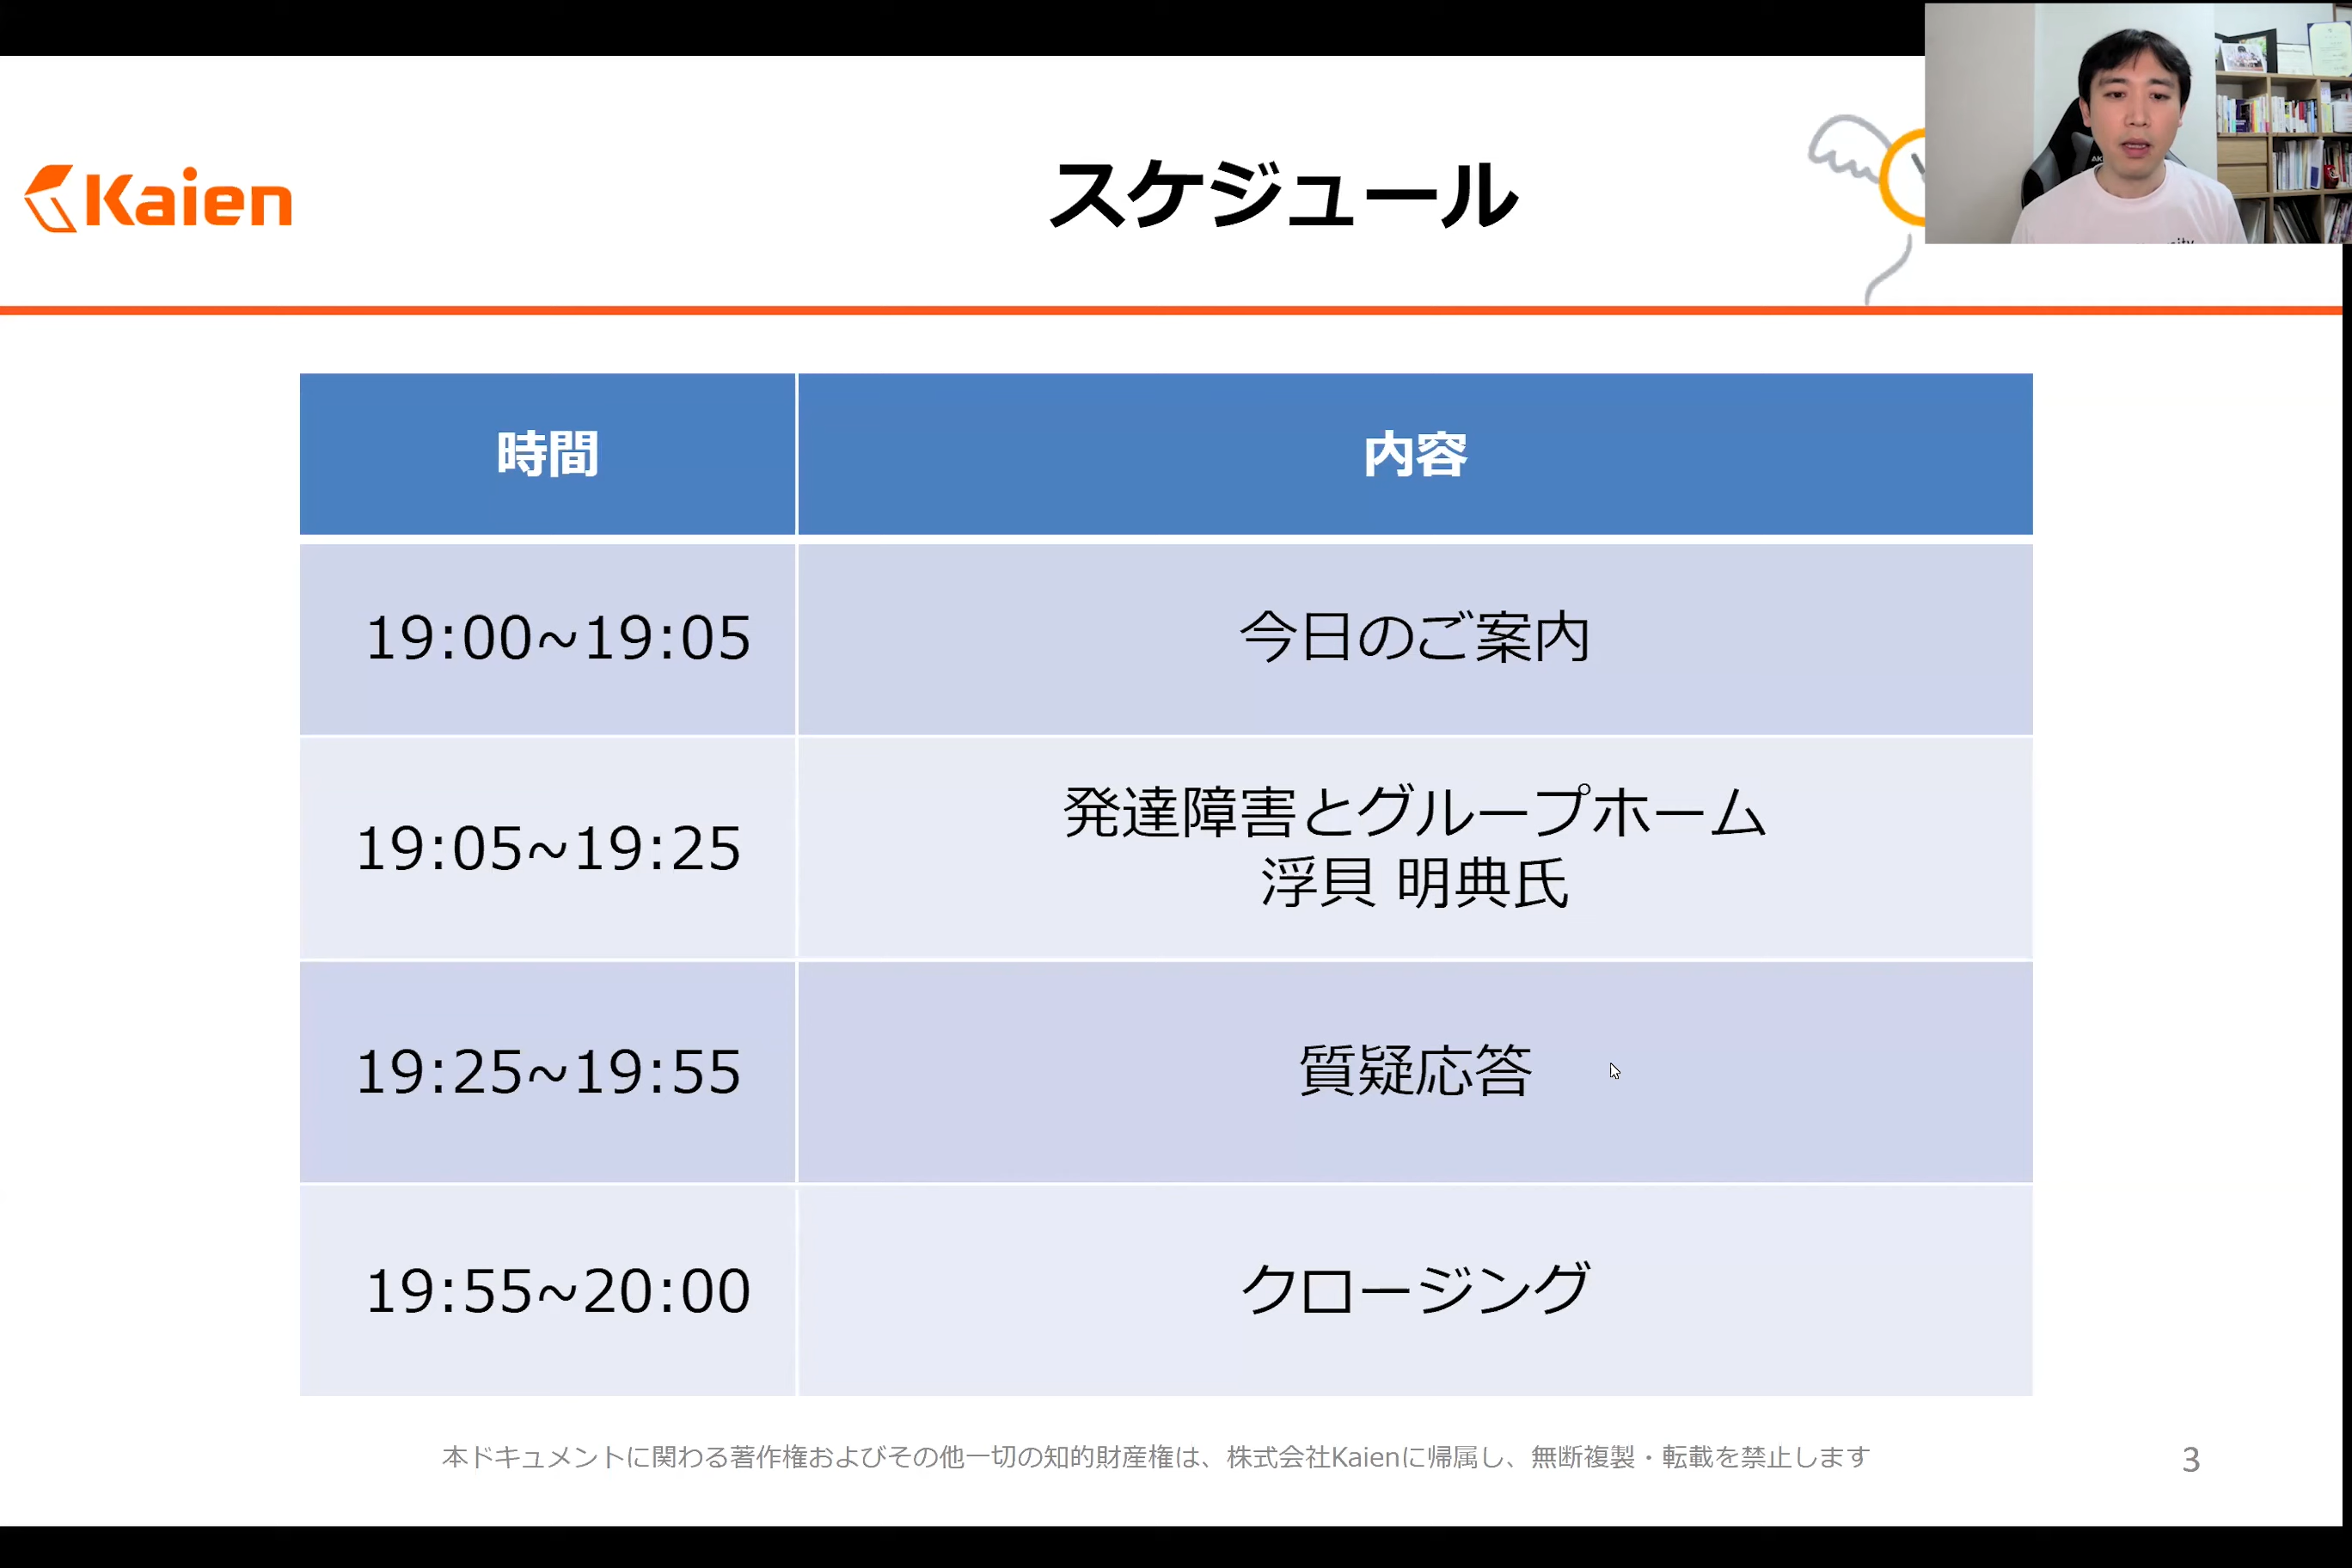 Kaien
スケジュール
時間
内容
19:00~19:05
今日のご案内
19:05~19:25
発達障害とグループホーム
浮貝 明典氏
19:25~19:55
質疑応答
19:55~20:00
クロージング
本ドキュメントに関わる著作権およびその他一切の知的財産権は、株式会社Kaienに帰属し、無断複製・転載を禁止します
3